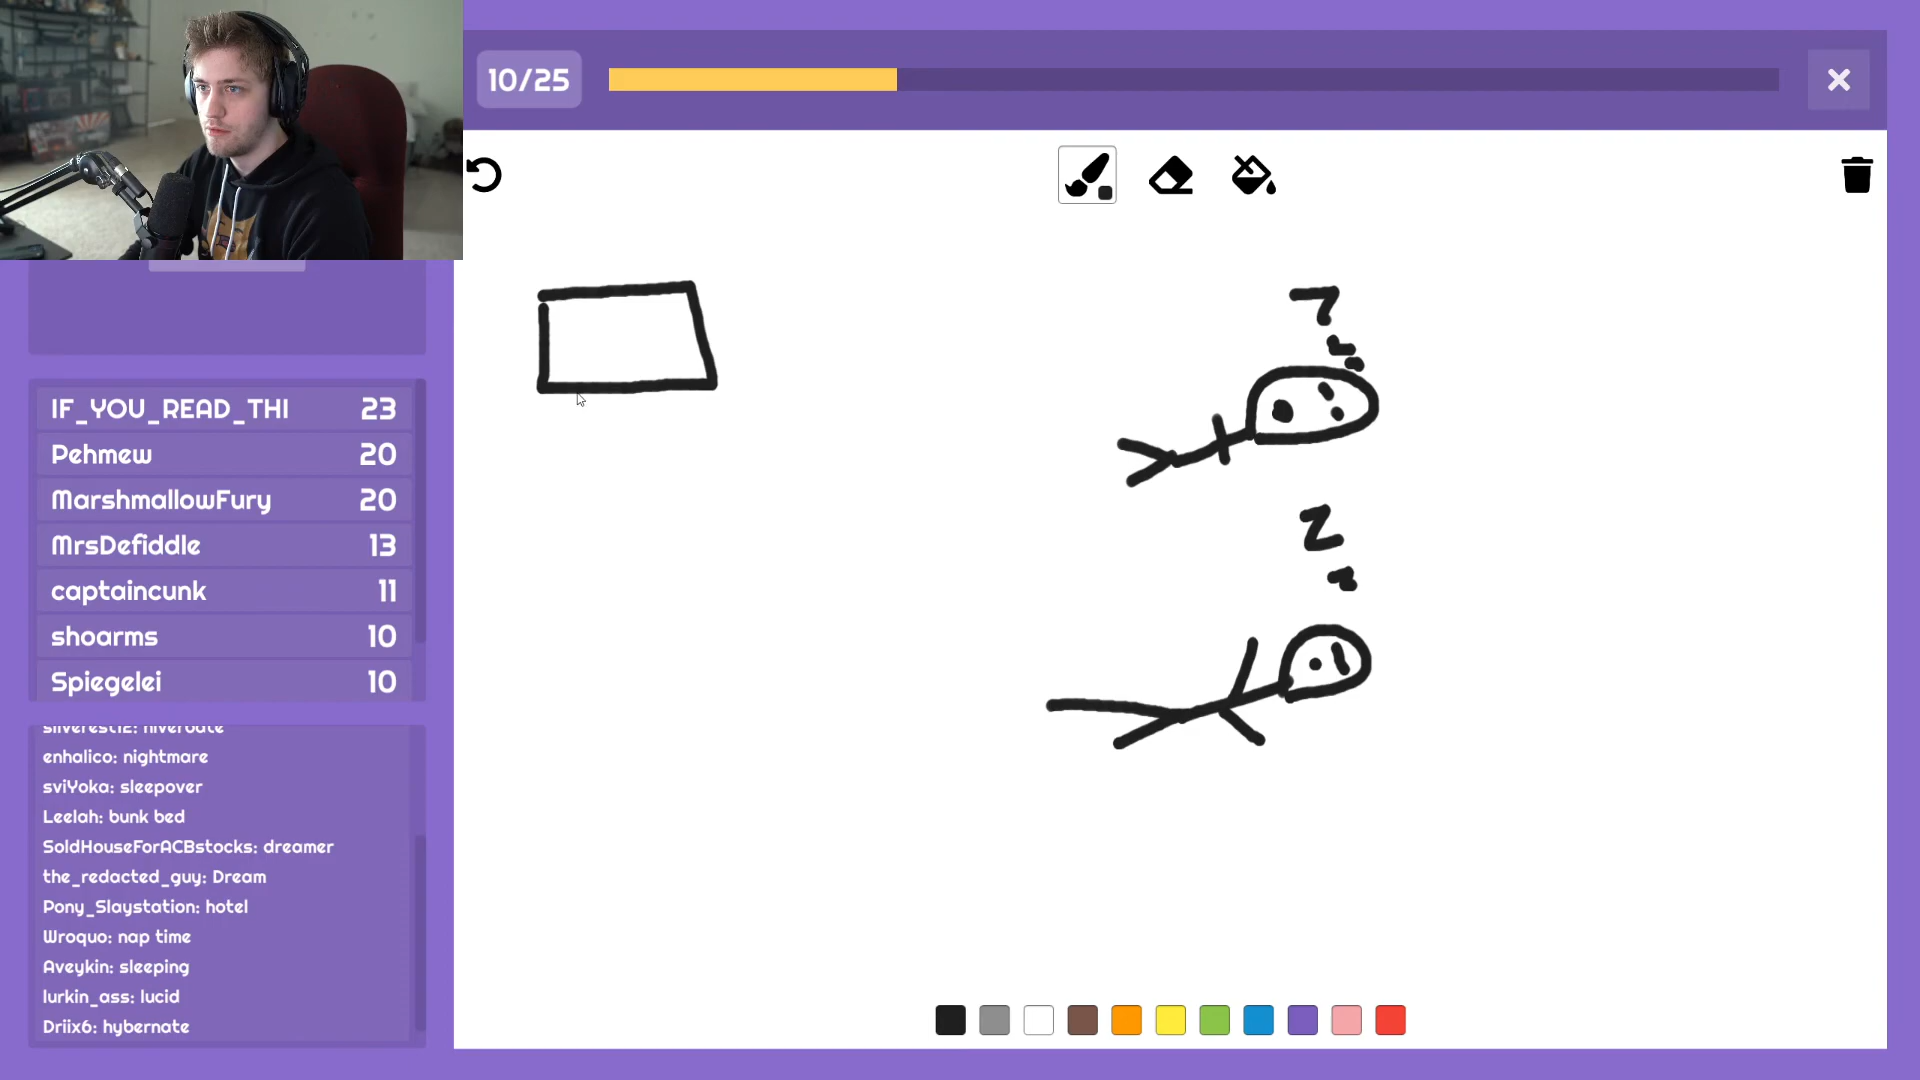 10/25
IF_YOU_READ_THI 23
Pehmew 20
MarshmallowFury 20
MrsDefiddle 13
captaincunk 11
shoarms 10
Spiegelei 10
enhalico: nightmare
sviYoka: sleepover
Leelah: bunk bed
SoldHouseForACBstocks: dreamer
the_redacted_guy: Dream
Pony_Slaystation: hotel
Wroquo: nap time
Aveykin: sleeping
lurkin_ass: lucid
Driix6: hybernate
z